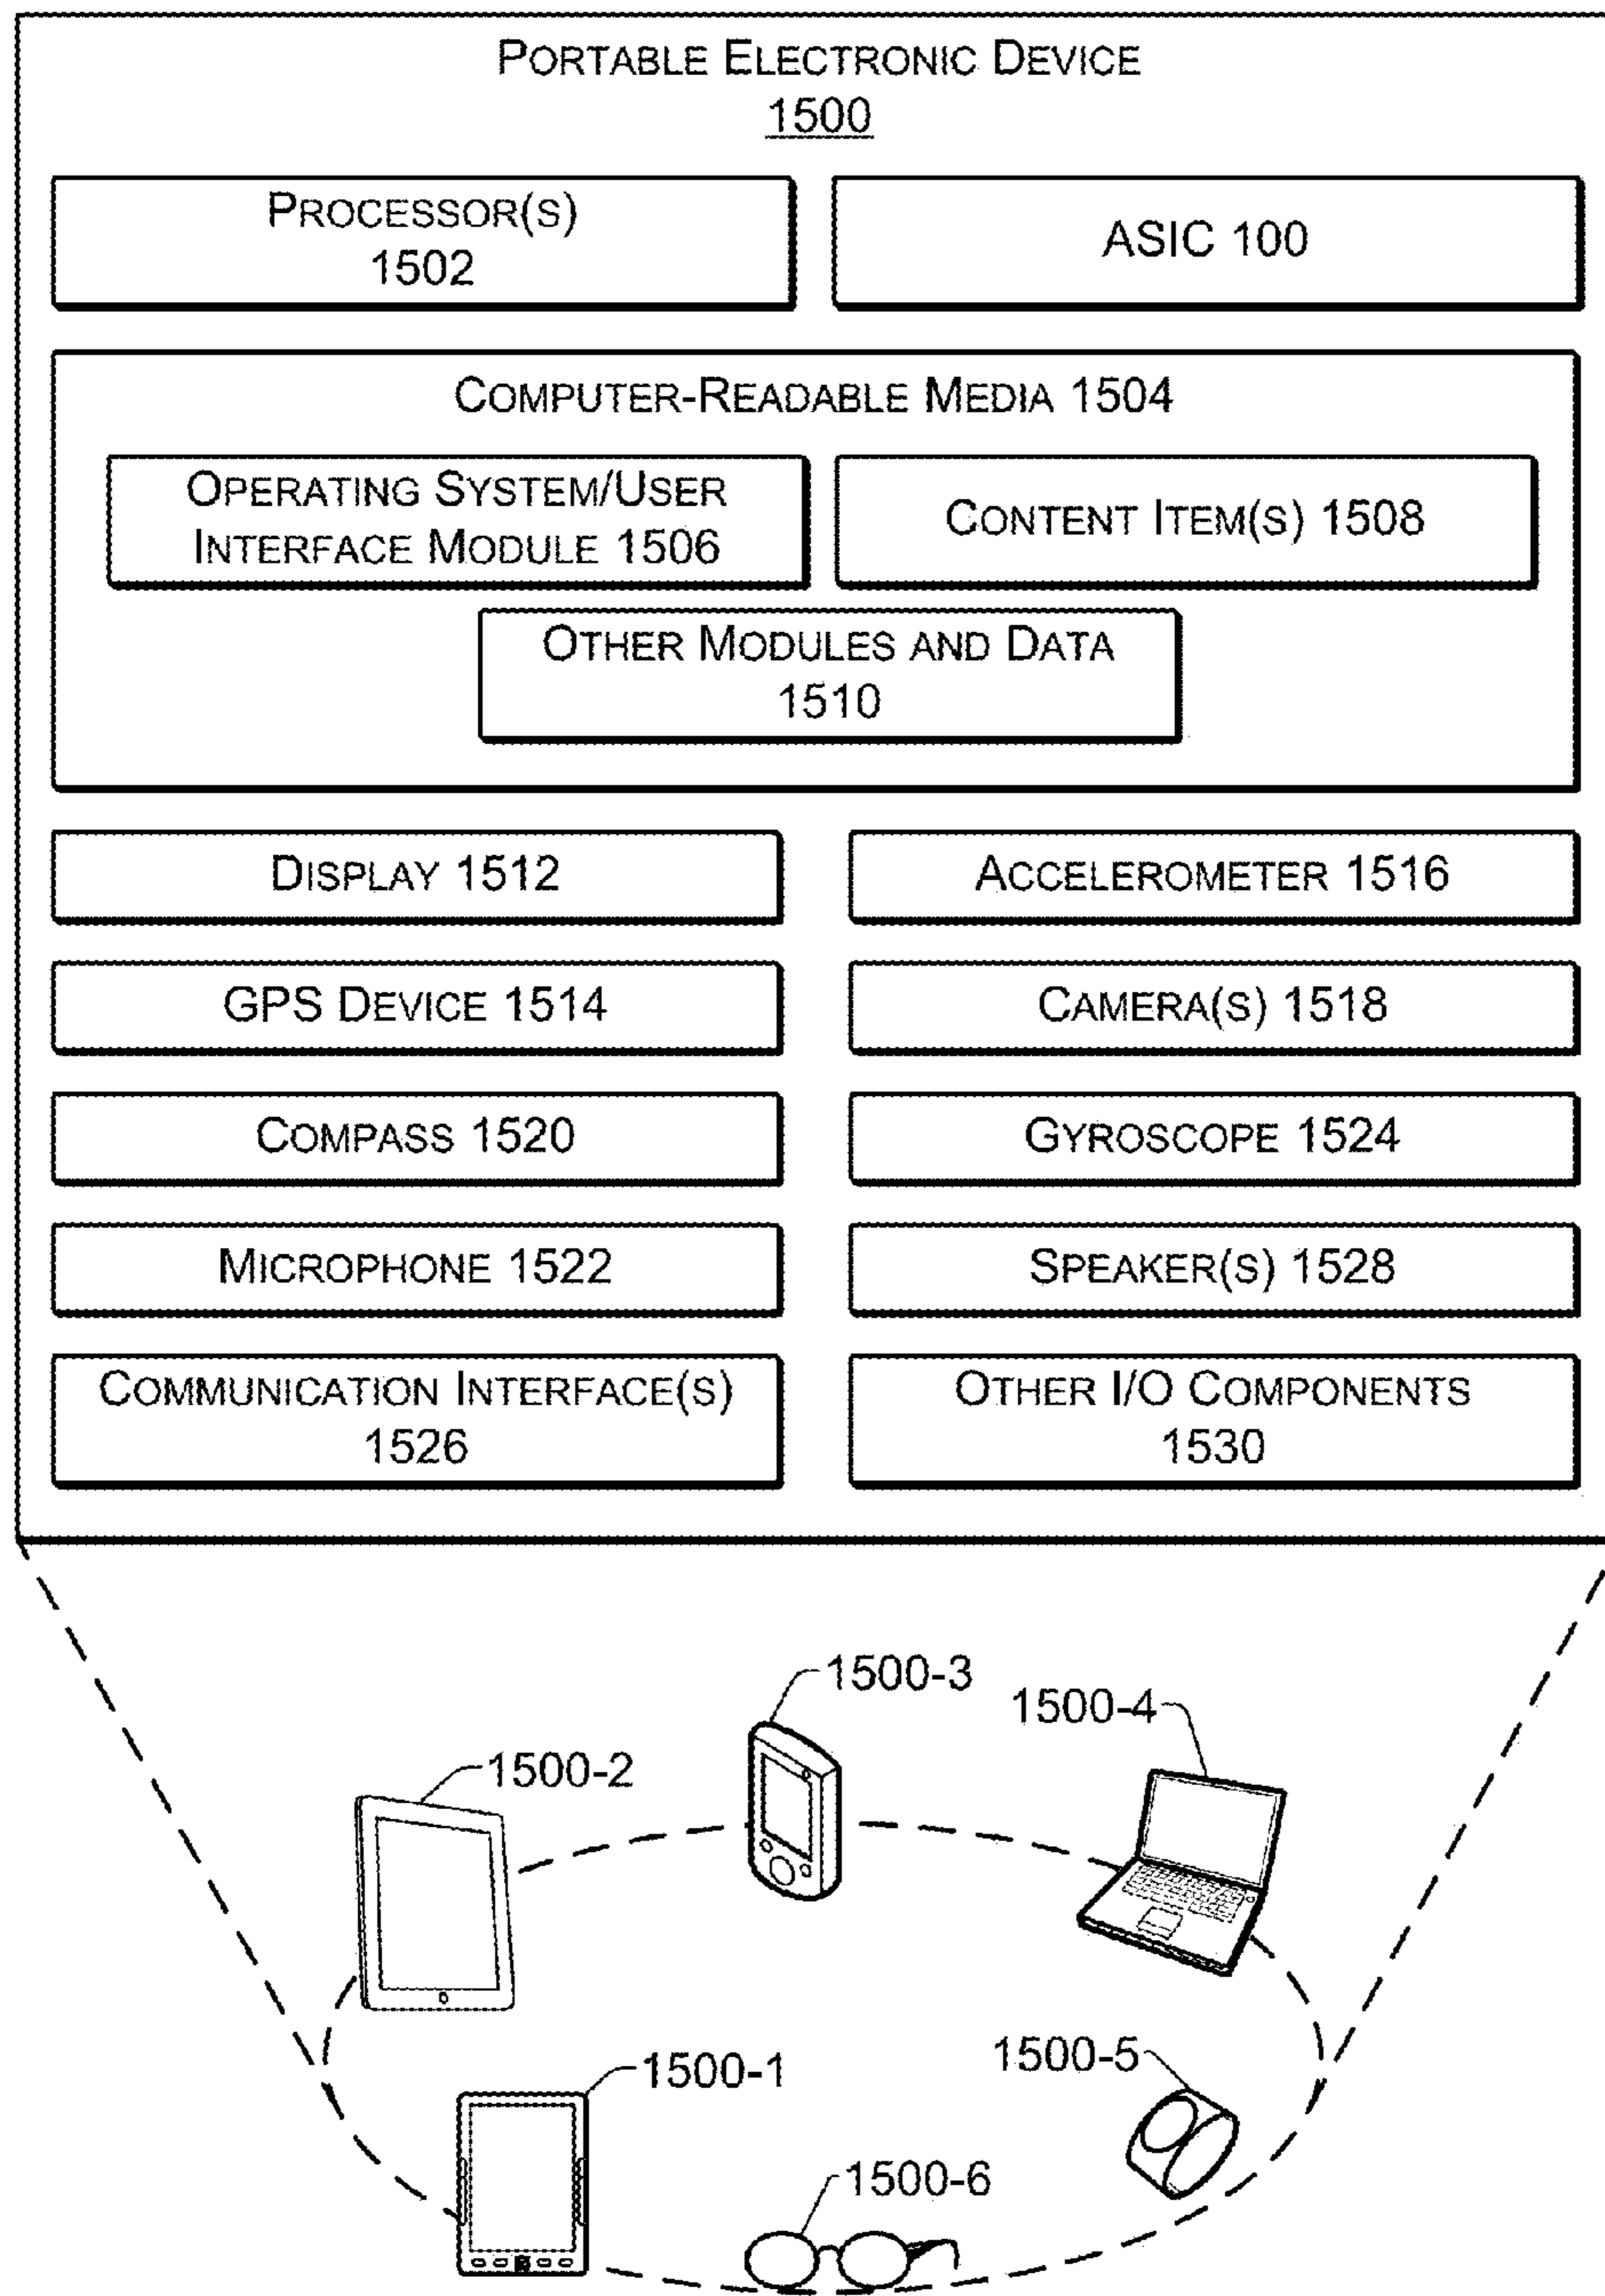 PORTABLE ELECTRONIC DEVICE
1500
PROCESSOR(S)
1502
ASIC 100
COMPUTER-READABLE MEDIA 1504
OPERATING SYSTEM/USER
INTERFACE MODULE 1506
CONTENT ITEM(S) 1508
OTHER MODULES AND DATA
1510
DISPLAY 1512
ACCELEROMETER 1516
GPS DEVICE 1514
CAMERA(S) 1518
COMPASS 1520
GYROSCOPE 1524
MICROPHONE 1522
SPEAKER(S) 1528
COMMUNICATION INTERFACE(S)
1526
OTHER I/O COMPONENTS
1530
1500-3
1500-4
1500-2
1500-5
1500-1
1500-6